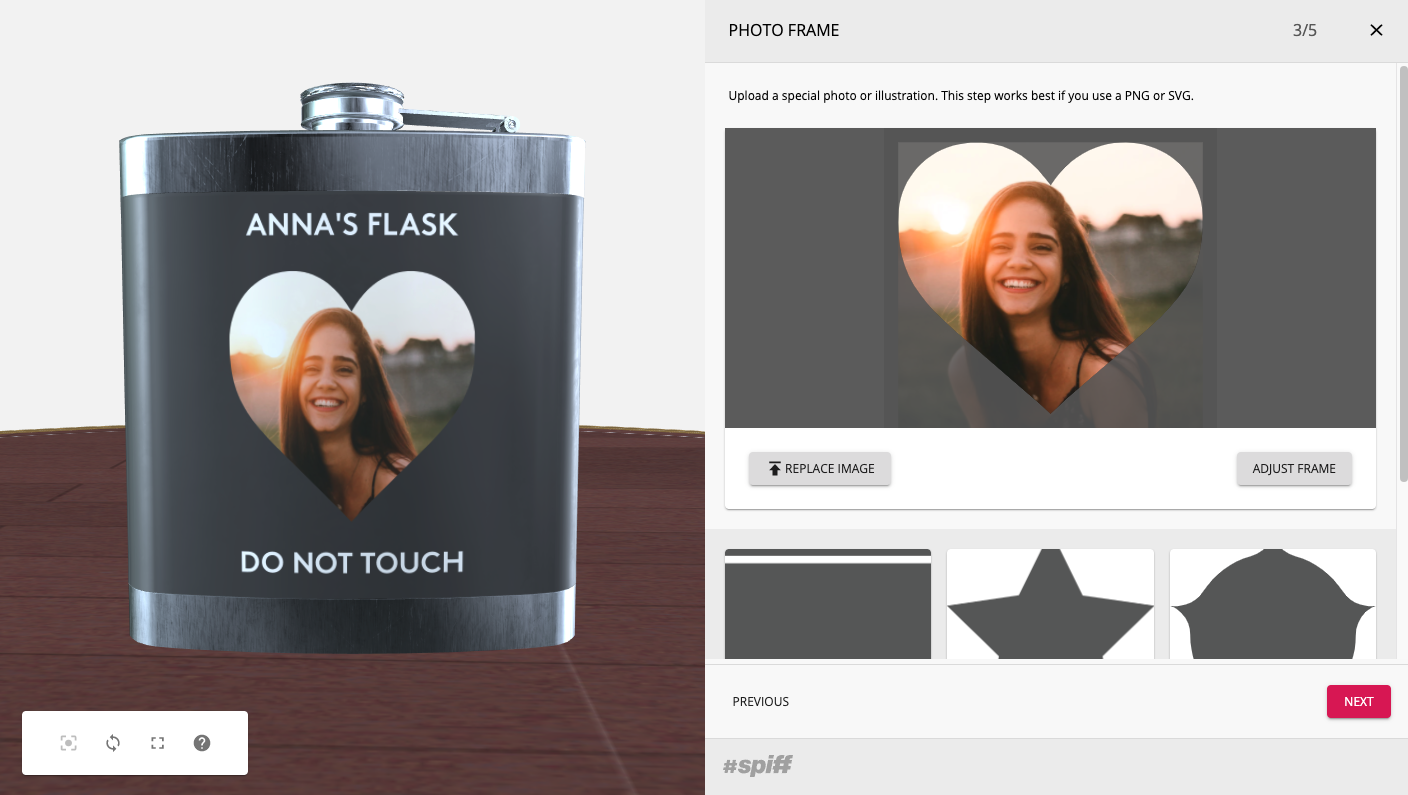 ANNA'S FLASK
DO NOT TOUCH
PHOTO FRAME
3/5
Upload a special photo or illustration. This step works best if you use a PNG or SVG.
REPLACE IMAGE
ADJUST FRAME
PREVIOUS
NEXT
#spiff